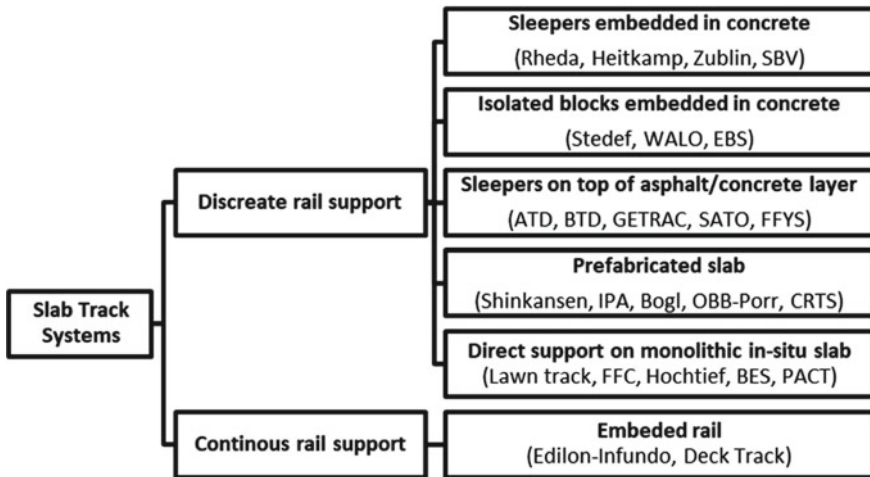 Slab Track
Systems
Discreate rail support
Sleepers embedded in concrete
(Rheda, Heitkamp, Zublin, SBV)
Isolated blocks embedded in concrete
(Stedef, WALO, EBS)
Sleepers on top of asphalt/concrete layer
(ATD, BTD, GETRAC, SATO, FFYS)
Prefabricated slab
(Shinkansen, IPA, Bogl, OBB-Porr, CRTS)
Direct support on monolithic in-situ slab
(Lawn track, FFC, Hochtief, BES, PACT)
Continous rail support
Embeded rail
(Edilon-Infundo, Deck Track)